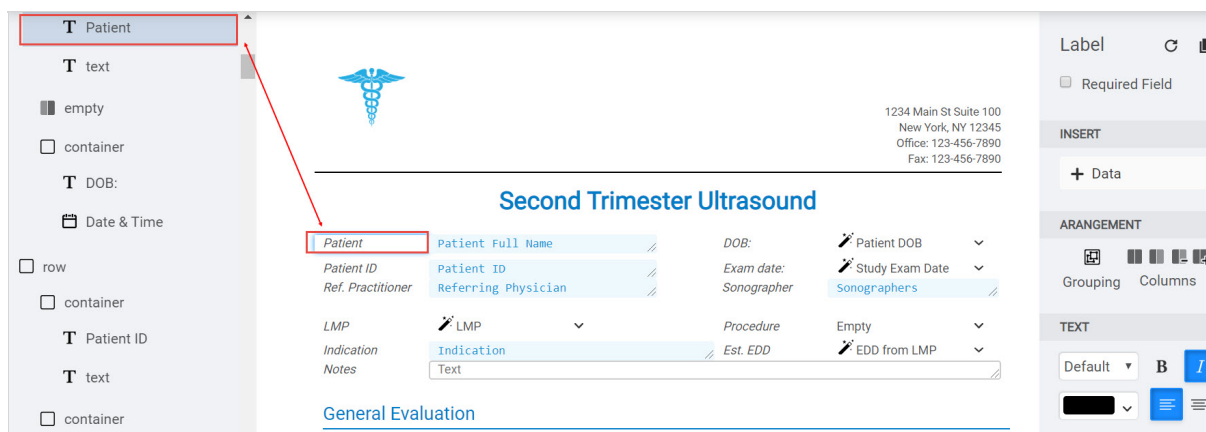 T Patient
T text
empty
container
T DOB:
Date & Time
row
container
T Patient ID
T text
container
1234 Main St Suite 100
New York, NY 12345
Office: 123-456-7890
Fax: 123-456-7890
Second Trimester Ultrasound
Patient Patient Full Name DOB: Patient DOB
Patient ID Patient ID Exam date: Study Exam Date
Ref. Practitioner Referring Physician Sonographer Sonographers
LMP LMP Procedure Empty
Indication Indication Est. EDD EDD from LMP
Notes Text
General Evaluation
Label
Required Field
INSERT
+ Data
ARANGEMENT
Grouping Columns
TEXT
Default B I